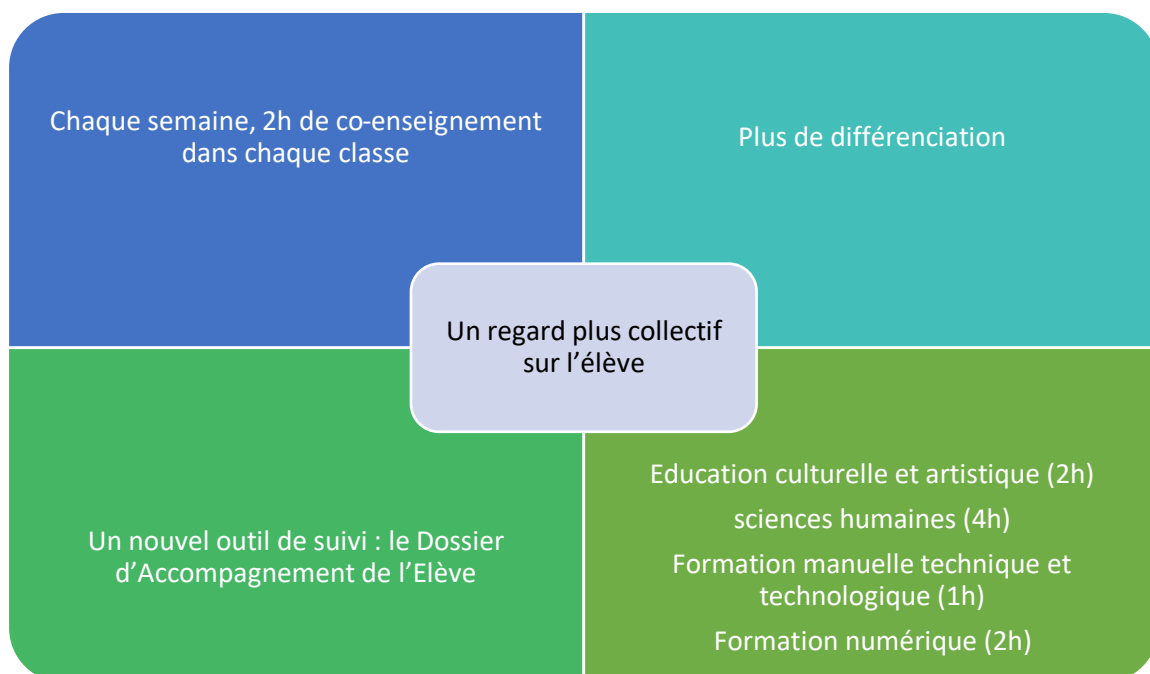 Chaque semaine, 2h de co-enseignement
dans chaque classe
Plus de différenciation
Un regard plus collectif
sur l’élève
Un nouvel outil de suivi : le Dossier
d’Accompagnement de l’Elève
Education culturelle et artistique (2h)
sciences humaines (4h)
Formation manuelle technique et
technologique (1h)
Formation numérique (2h)